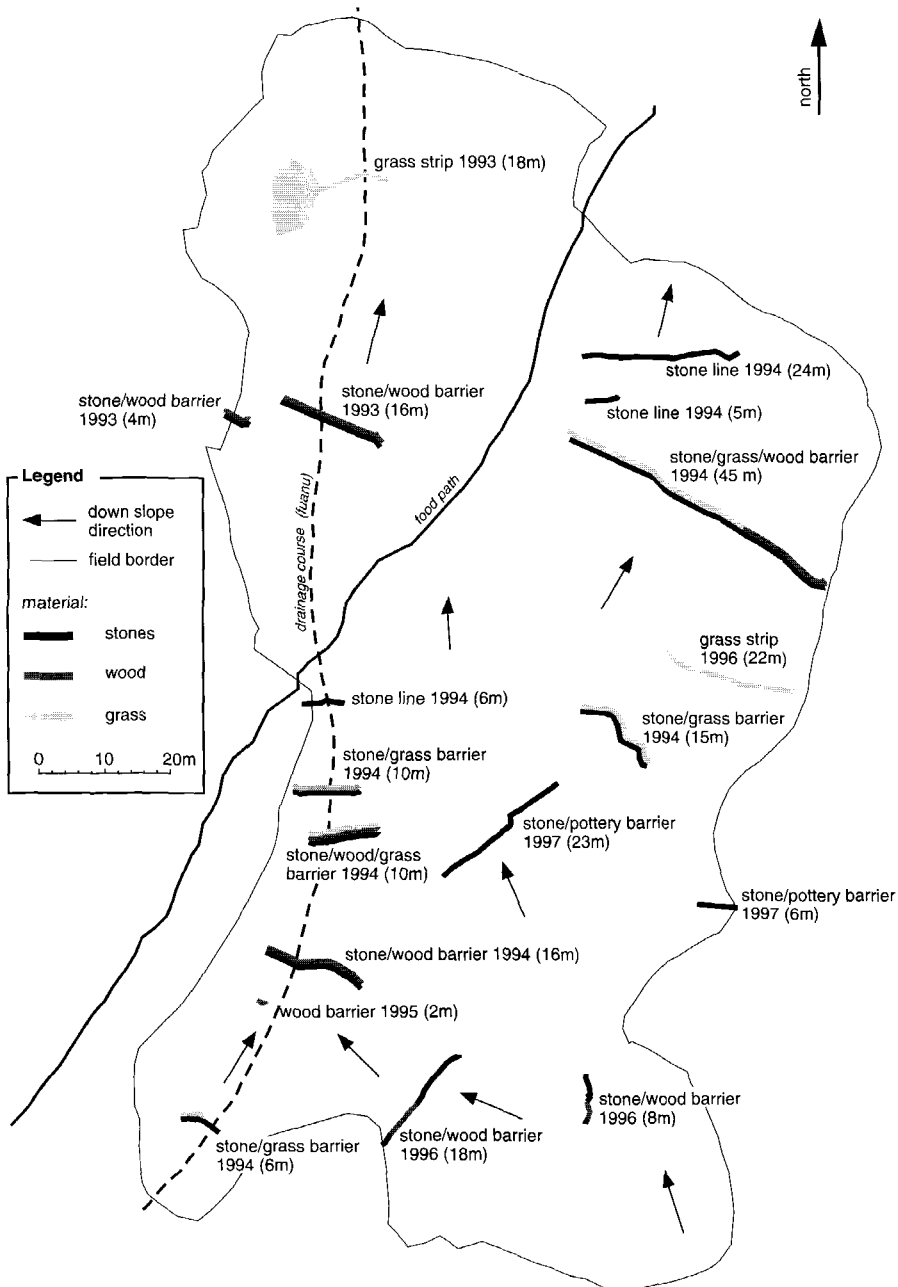 north
grass strip 1993 (18m)
stone line 1994 (24m)
stone/wood barrier
1993 (4m)
stone/wood barrier
1993 (16m)
stone line 1994 (5m)
stone/grass/wood barrier
1994 (45 m)
food path
drainage course (fuanu)
Legend
down slope
direction
field border
material:
stones
wood
grass
0 10 20m
grass strip
1996 (22m)
stone line 1994 (6m)
stone/grass barrier
1994 (15m)
stone/grass barrier
1994 (10m)
stone/pottery barrier
1997 (23m)
stone/wood/grass
barrier 1994 (10m)
stone/pottery barrier
1997 (6m)
stone/wood barrier 1994 (16m)
wood barrier 1995 (2m)
stone/wood barrier
1996 (8m)
stone/wood barrier
1996 (18m)
stone/grass barrier
1994 (6m)